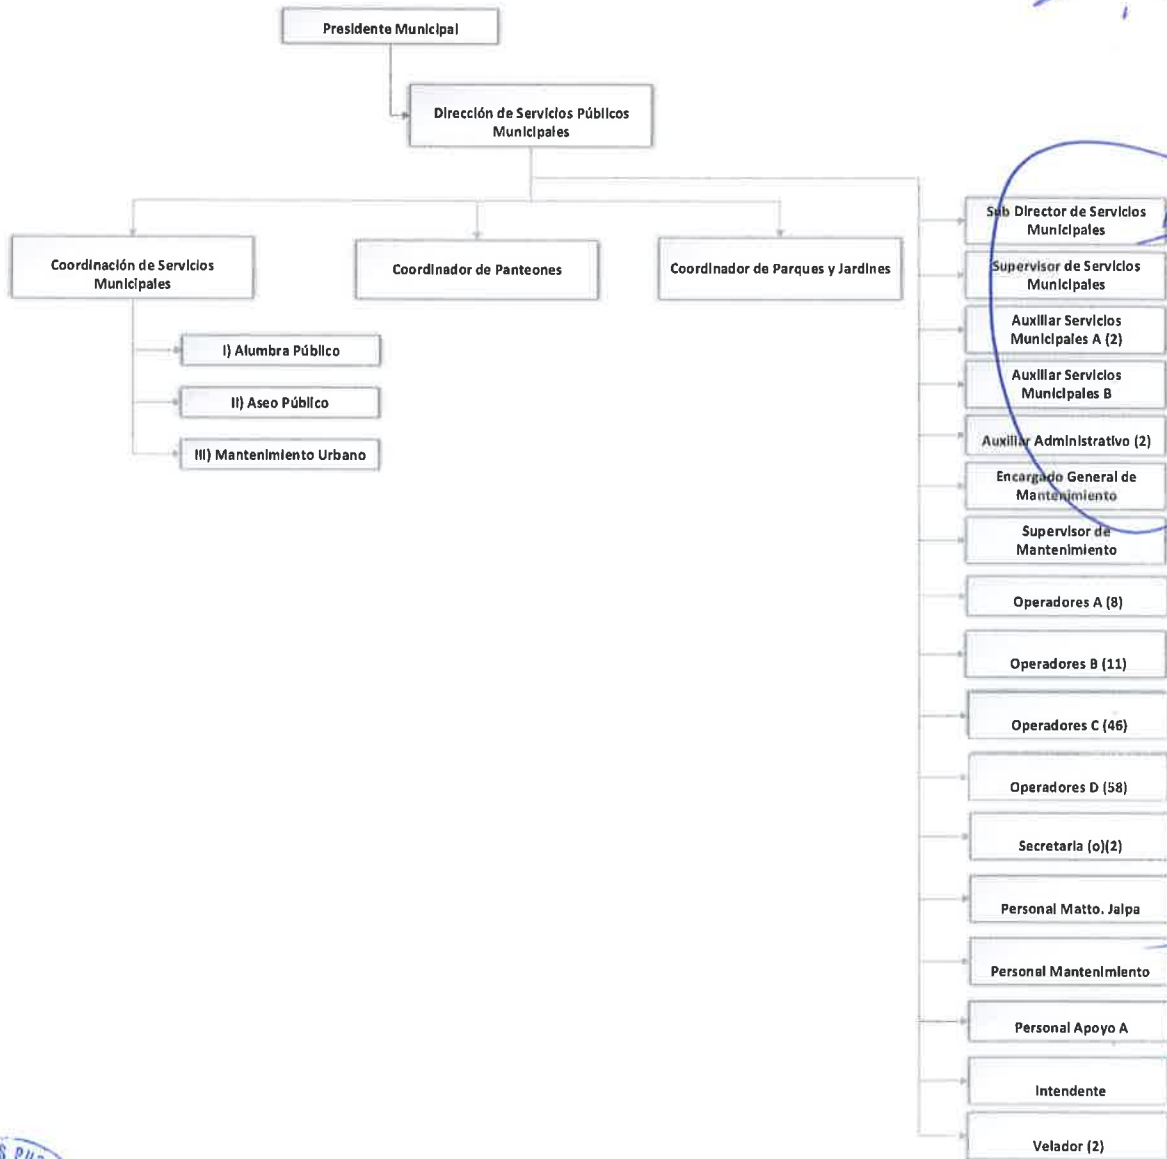 Presidente Municipal
Dirección de Servicios Públicos
Municipales
Coordinación de Servicios
Municipales
Coordinador de Panteones
Coordinador de Parques y Jardines
I) Alumbra Público
II) Aseo Público
III) Mantenimiento Urbano
Sub Director de Servicios
Municipales
Supervisor de Servicios
Municipales
Auxiliar Servicios
Municipales A (2)
Auxiliar Servicios
Municipales B
Auxiliar Administrativo (2)
Encargado General de
Mantenimiento
Supervisor de
Mantenimiento
Operadores A (8)
Operadores B (11)
Operadores C (46)
Operadores D (58)
Secretaria (o)(2)
Personal Matto. Jalpa
Personal Mantenimiento
Personal Apoyo A
Intendente
Velador (2)